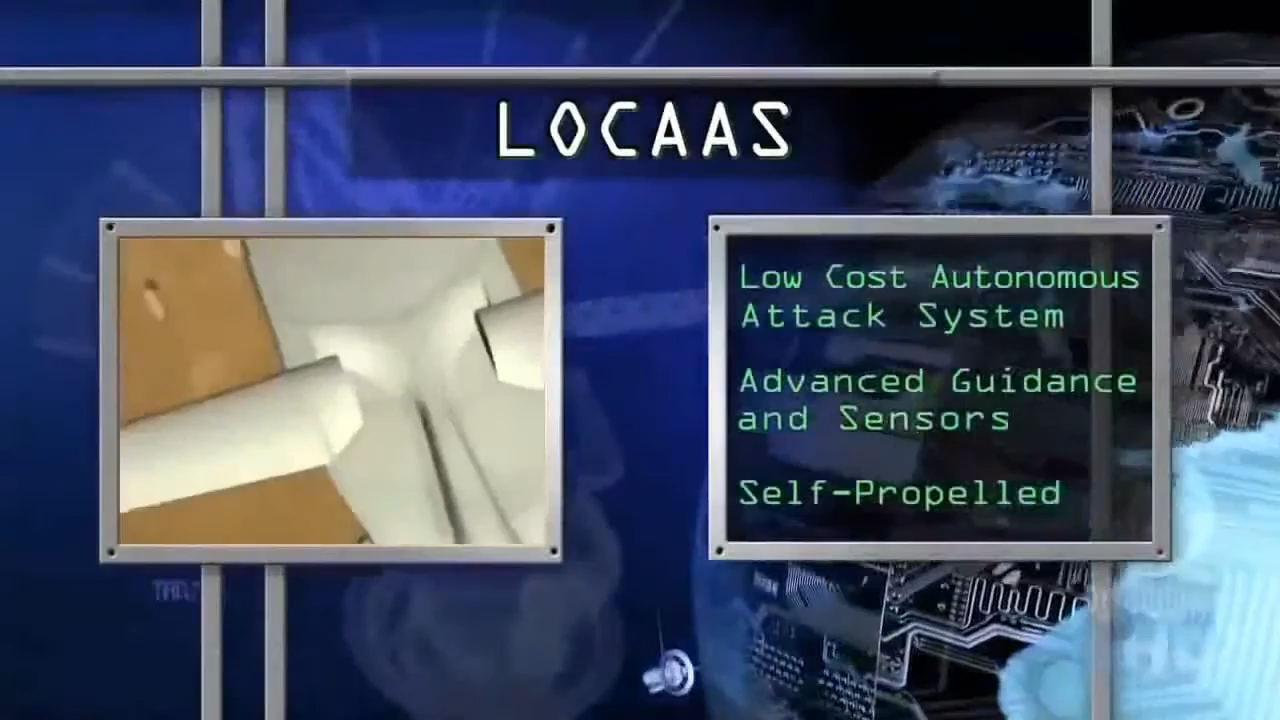 LOCAAS
Low Cost Autonomous
Attack System
Advanced Guidance
and Sensors
Self-Propelled